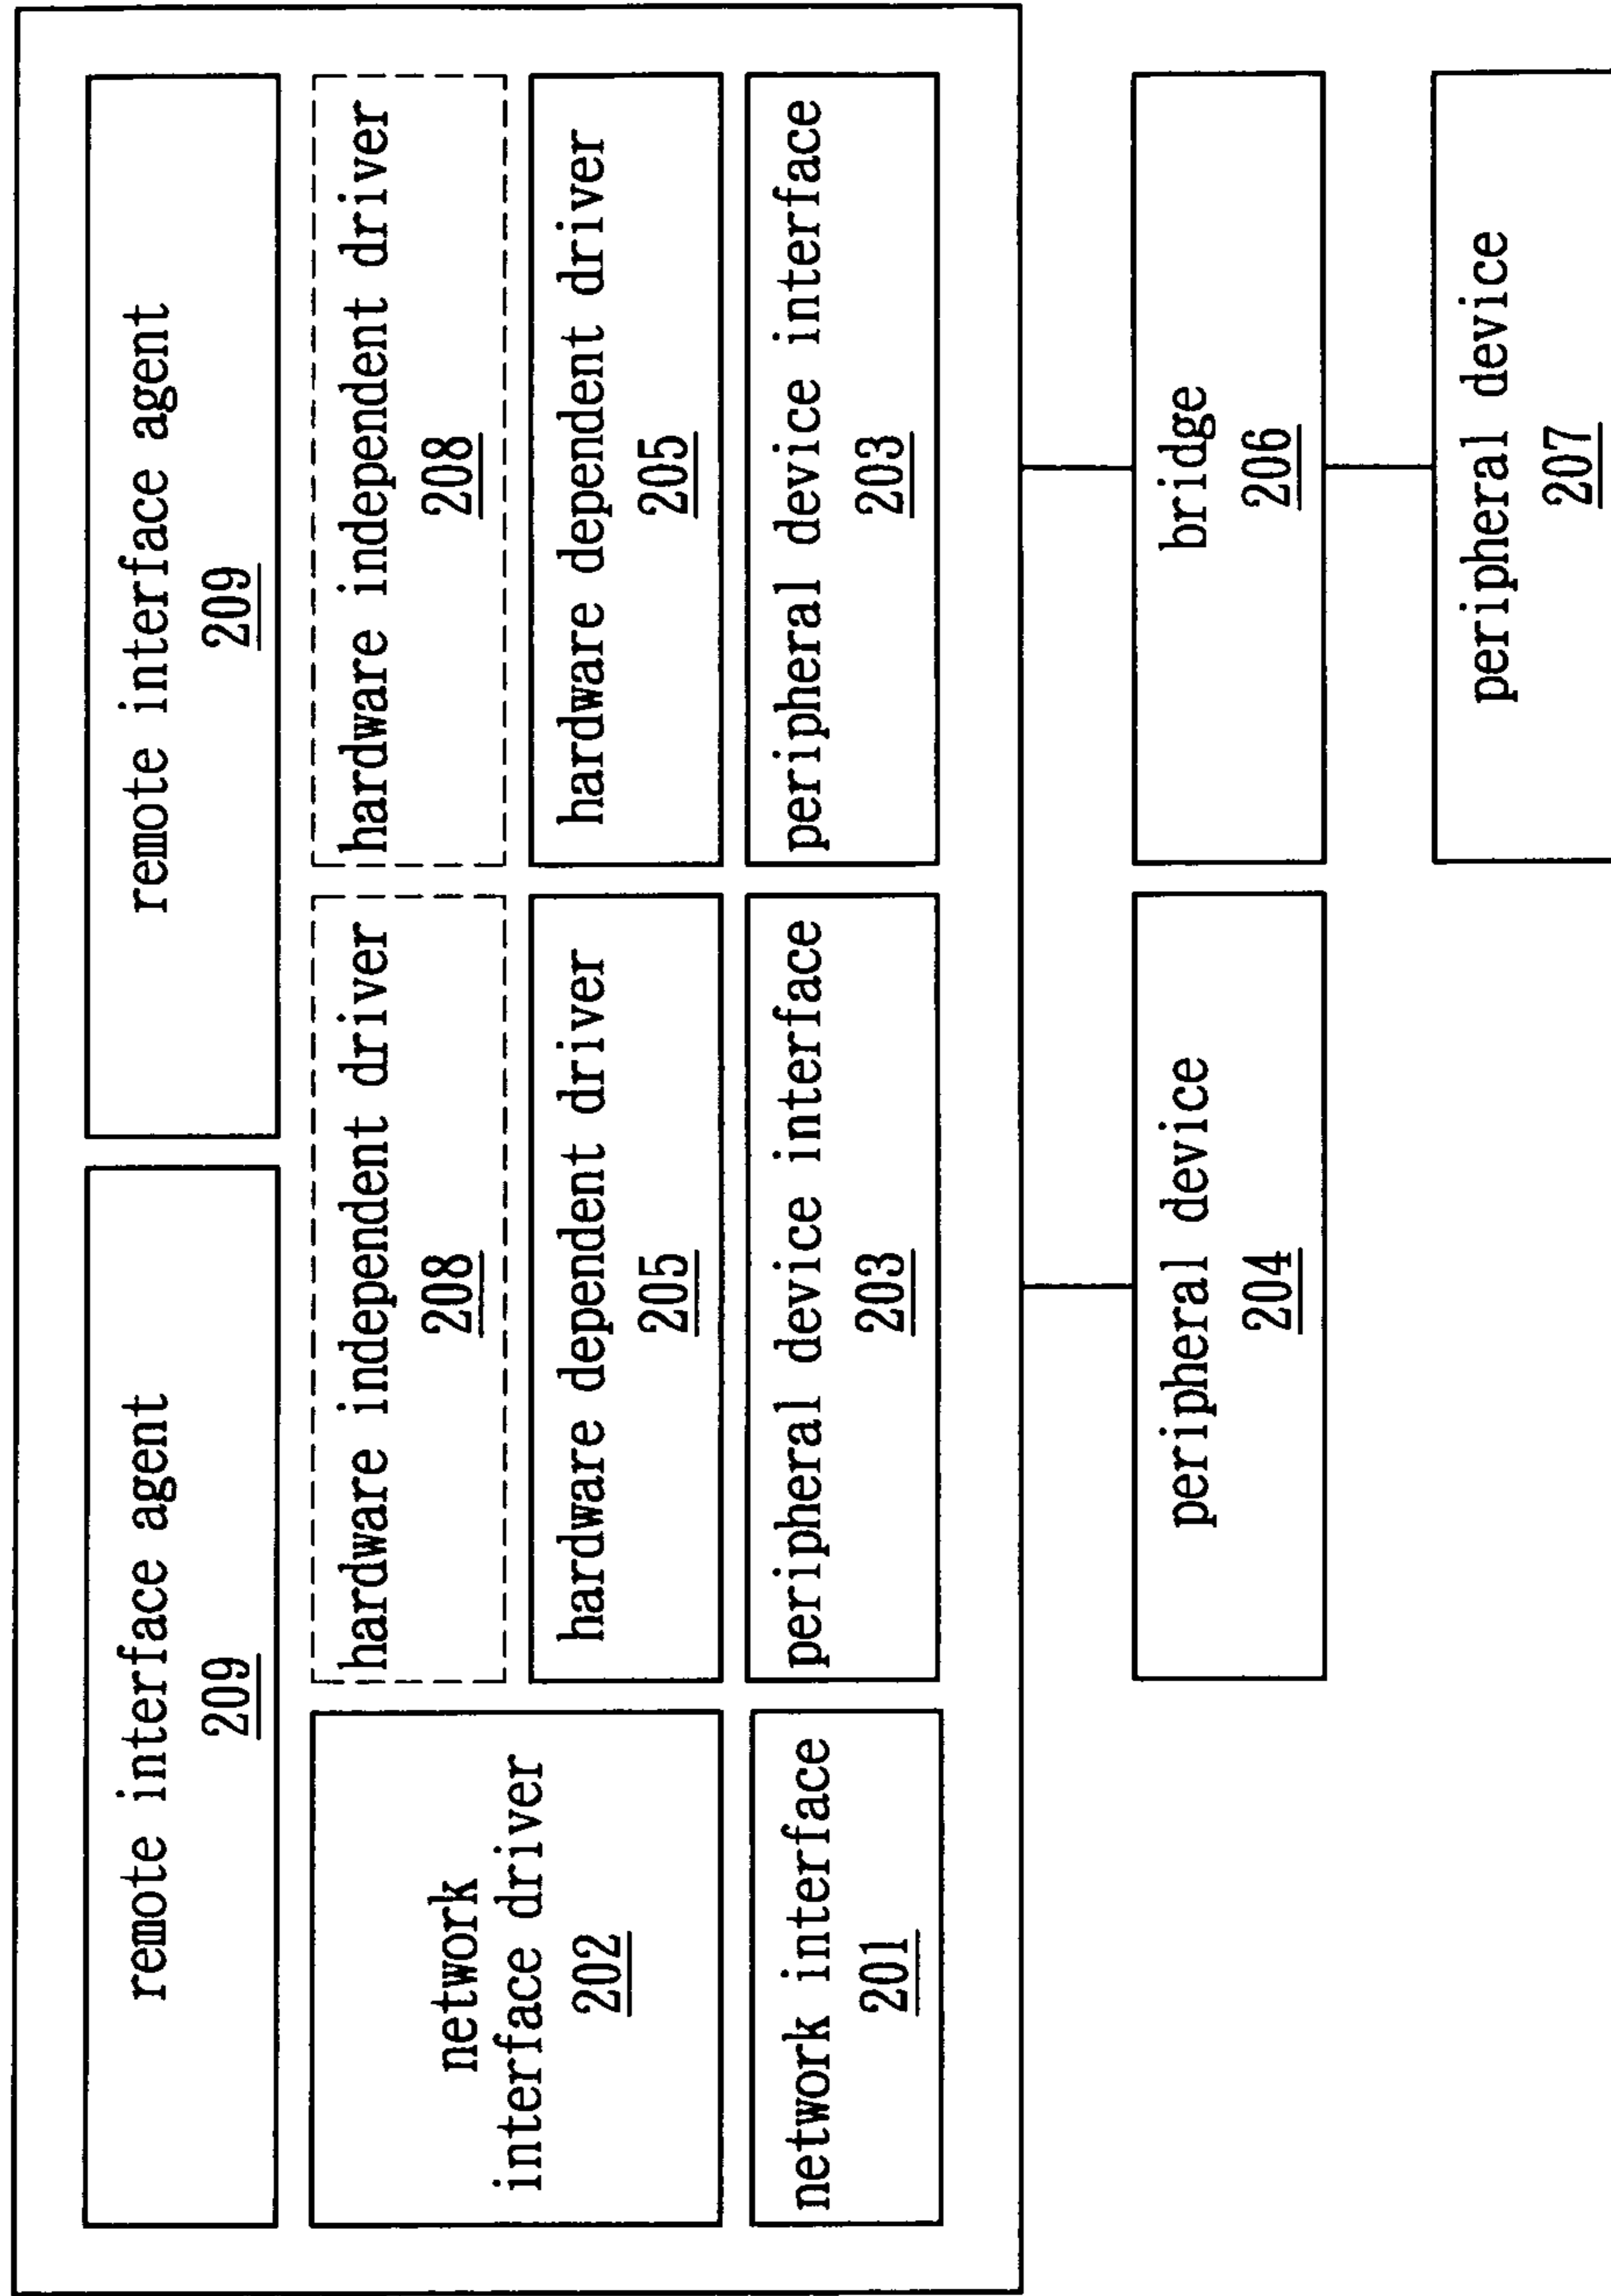 remote interface agent
209
remote interface agent
209
network
interface driver
202
hardware independent driver
208
hardware independent driver
208
hardware dependent driver
205
hardware dependent driver
205
network interface
201
peripheral device interface
203
peripheral device interface
203
peripheral device
204
bridge
206
peripheral device
207